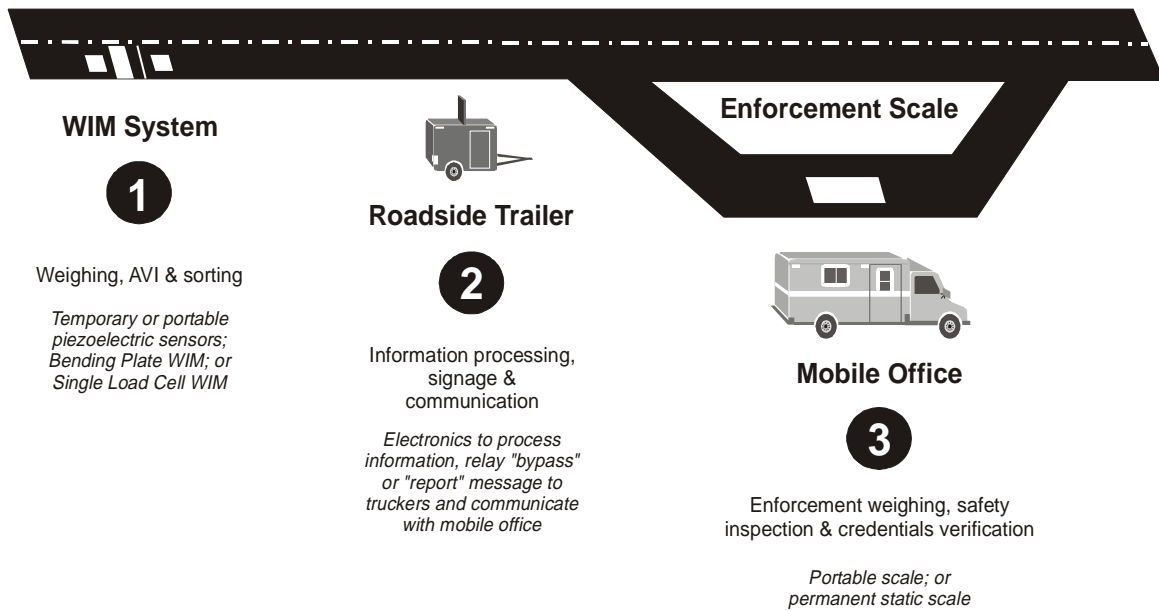 WIM System
1
Weighing, AVI & sorting
Temporary or portable
piezoelectric sensors;
Bending Plate WIM; or
Single Load Cell WIM
Roadside Trailer
2
Information processing,
signage &
communication
Electronics to process
information, relay "bypass"
or "report" message to
truckers and communicate
with mobile office
Enforcement Scale
Mobile Office
3
Enforcement weighing, safety
inspection & credentials verification
Portable scale; or
permanent static scale